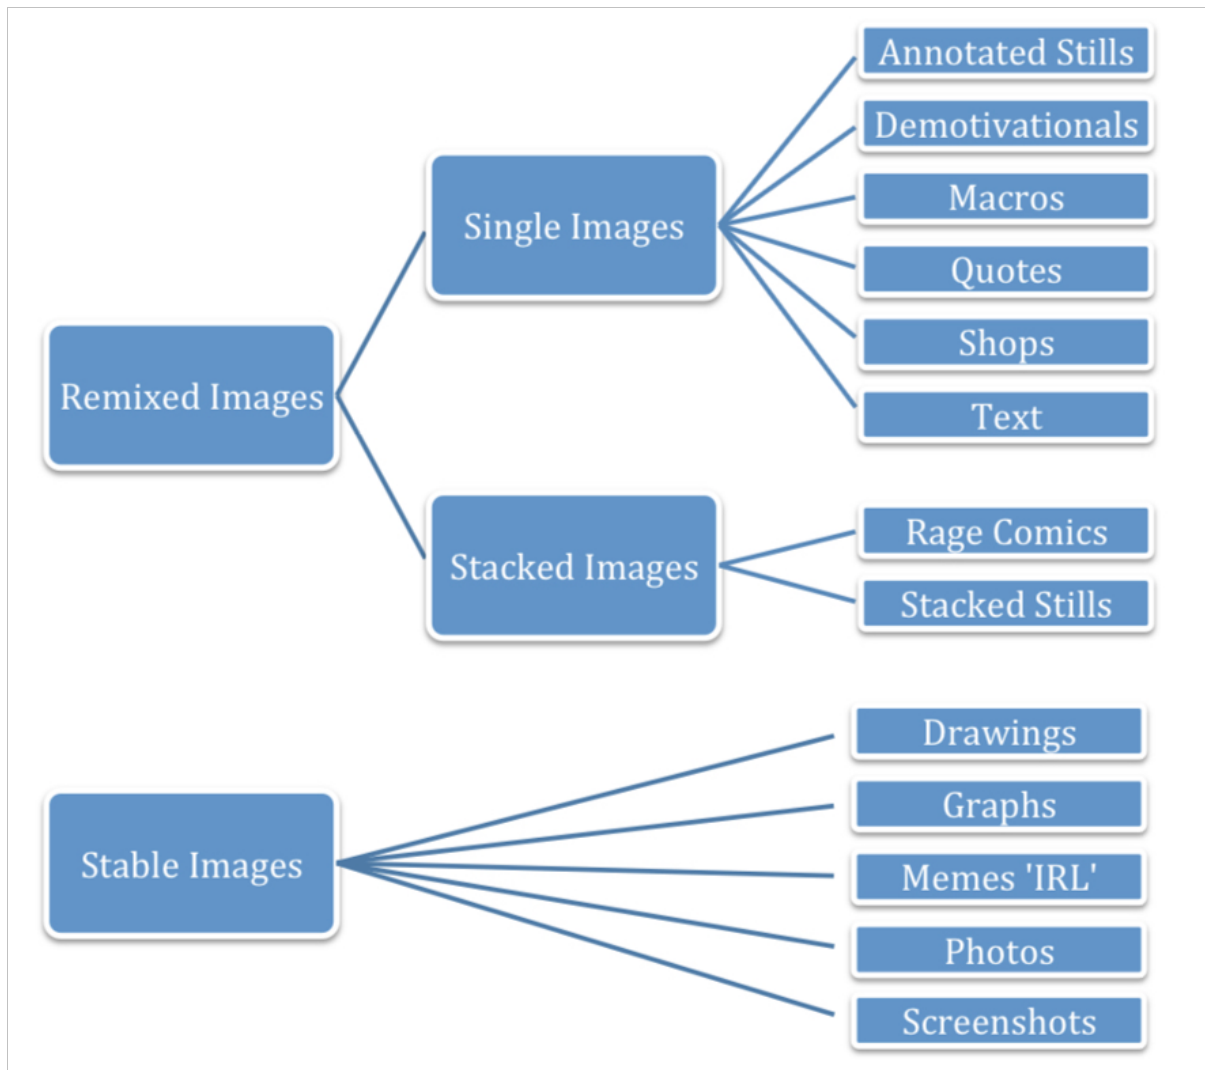 Remixed Images
Single Images
Annotated Stills
Demotivationals
Macros
Quotes
Shops
Text
Stacked Images
Rage Comics
Stacked Stills
Stable Images
Drawings
Graphs
Memes 'IRL'
Photos
Screenshots